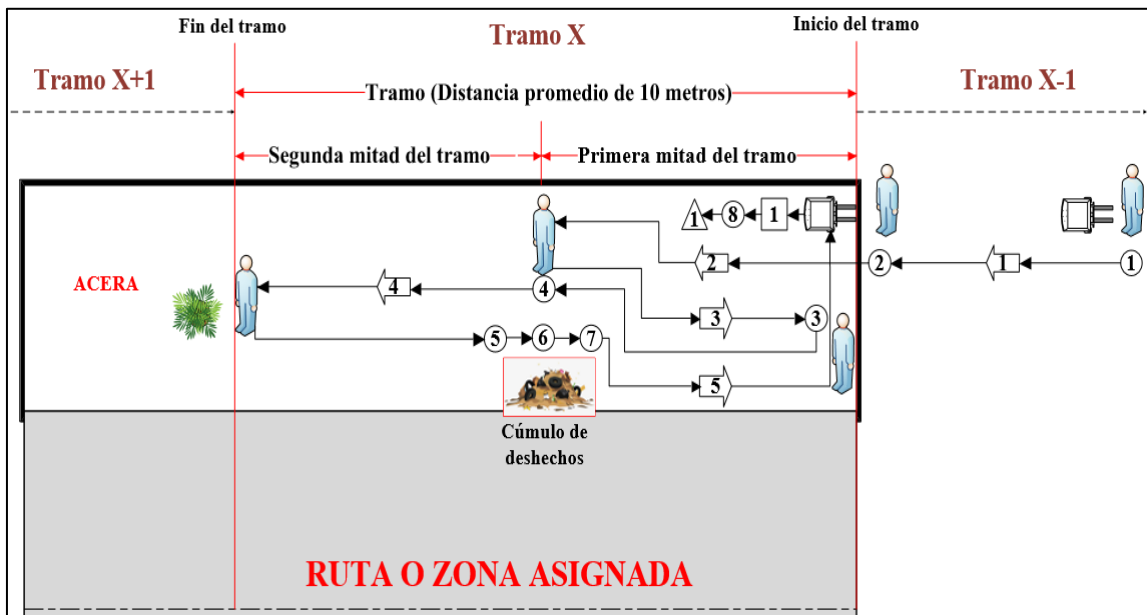 Fin del tramo
Tramo X
Inicio del tramo
Tramo X+1
Tramo X-1
Tramo (Distancia promedio de 10 metros)
Segunda mitad del tramo
Primera mitad del tramo
1 8 1
2 2 1 1
ACERA
4 4
3 3
5 6 7
5
Cúmulo de
deshechos
RUTA O ZONA ASIGNADA